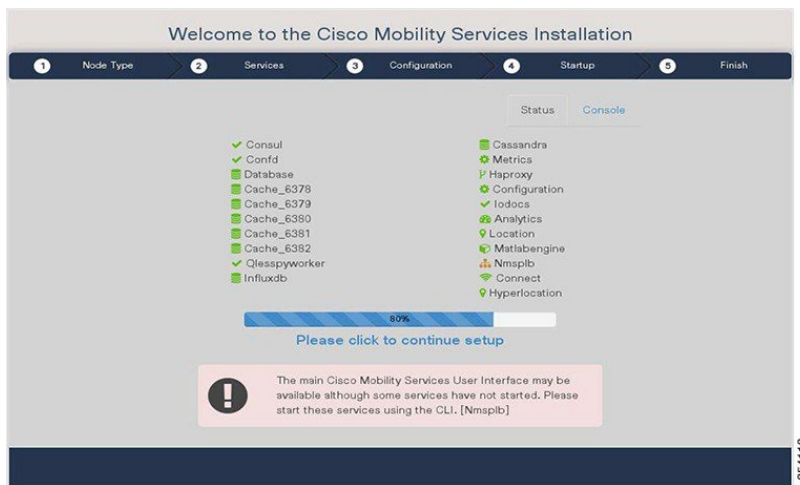 Welcome to the Cisco Mobility Services Installation
1 Node Type 2 Services 3 Configuration 4 Startup 5 Finish
Status Console
Consul
Confd
Database
Cache_6378
Cache_6379
Cache_6380
Cache_6381
Cache_6382
Qlesspyworker
Influxdb
Cassandra
Metrics
Haproxy
Configuration
Iodocs
Analytics
Location
Matlabengine
Nmsplb
Connect
Hyperlocation
80%
Please click to continue setup
The main Cisco Mobility Services User Interface may be
available although some services have not started. Please
start these services using the CLI. [Nmsplb]